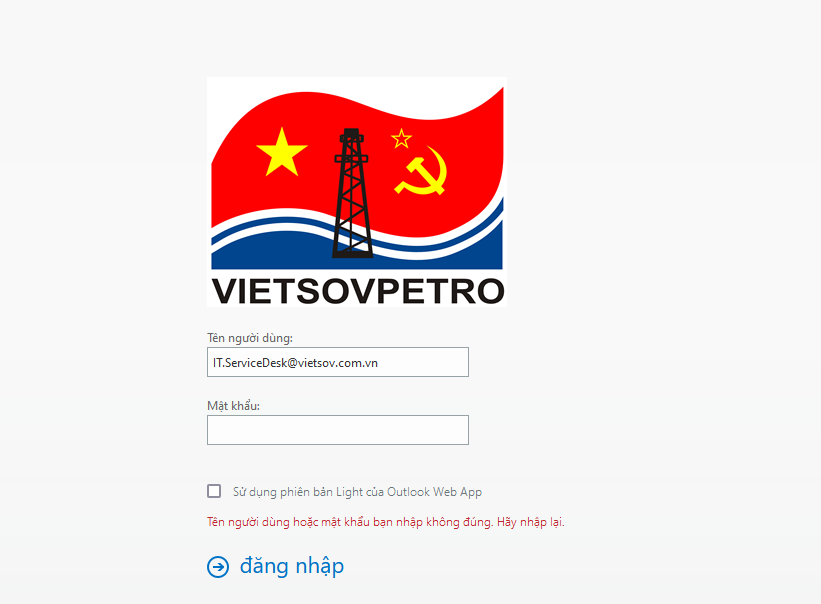 VIETSOVPETRO
Tên người dùng:
IT.ServiceDesk@vietsov.com.vn
Mật khẩu:
Sử dụng phiên bản Light của Outlook Web App
Tên người dùng hoặc mật khẩu bạn nhập không đúng. Hãy nhập lại.
đăng nhập